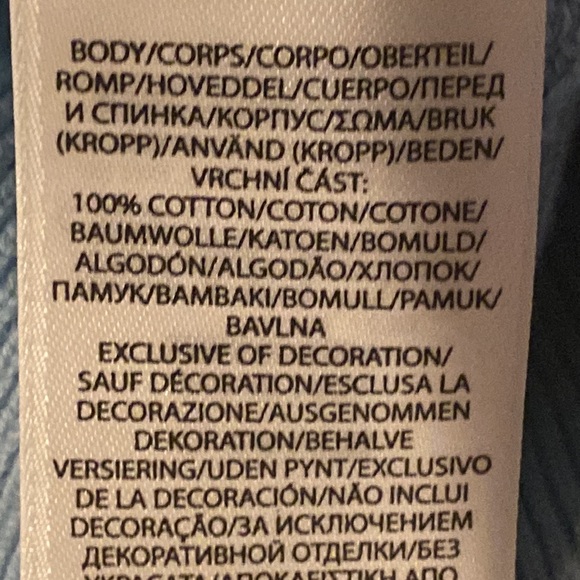 BODY/CORPS/CORPO/OBERTEIL/
ROMP/HOVEDDEL/CUERPO/ПЕРЕД
И СПИНКА/КОРПУС/ΣΩΜΑ/BRUK
(KROPP)/ANVÄND (KROPP)/BEDEN/
VRCHNÍ ČÁST:
100% COTTON/COTON/COTONE/
BAUMWOLLE/KATOEN/BOMULD/
ALGODÓN/ALGODÃO/ХЛОПОК/
ПАМУК/BAMBAKI/BOMULL/PAMUK/
BAVLNA
EXCLUSIVE OF DECORATION/
SAUF DÉCORATION/ESCLUSA LA
DECORAZIONE/AUSGENOMMEN
DEKORATION/BEHALVE
VERSIERING/UDEN PYNT/EXCLUSIVO
DE LA DECORACIÓN/NÃO INCLUI
DECORAÇÃO/ЗА ИСКЛЮЧЕНИЕМ
ДЕКОРАТИВНОЙ ОТДЕЛКИ/БЕЗ
УКРАСАТА/ΑΠΟΚΛΕΙΣΤΙΚΗ ΑΠΟ